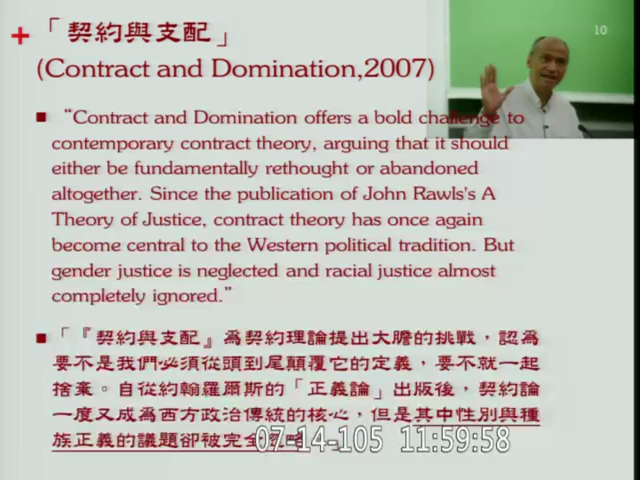 「契約與支配」
10
(Contract and Domination,2007)
“Contract and Domination offers a bold challenge to
contemporary contract theory, arguing that it should
either be fundamentally rethought or abandoned
altogether. Since the publication of John Rawls's A
Theory of Justice, contract theory has once again
become central to the Western political tradition. But
gender justice is neglected and racial justice almost
completely ignored.”
「『契約與支配』為契約理論提出大膽的挑戰，認為
要不是我們必須從頭到尾顛覆它的定義，要不就一起
捨棄。自從約翰羅爾斯的「正義論」出版後，契約論
一度又成為西方政治傳統的核心，但是其中性別與種
族正義的議題卻被完全
07-14-105 11:59:58